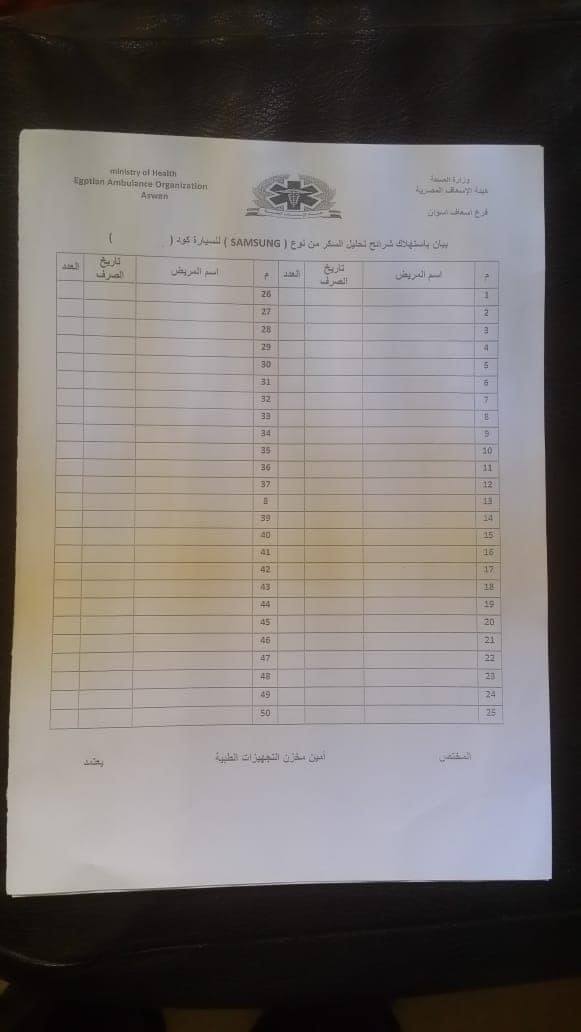 ministry of Health
Egptian Ambulance Organization
Aswan
وزارة الصحة
هيئة الإسعاف المصرية
فرع اسعاف اسوان
بيان باستهلاك شرائح تحليل السكر من نوع ( SAMSUNG ) للسيارة كود ( )
م اسم المريض تاريخ الصرف العدد م اسم المريض تاريخ الصرف العدد
1 26
2 27
3 28
4 29
5 30
6 31
7 32
8 33
9 34
10 35
11 36
12 37
13 8
14 39
15 40
16 41
17 42
18 43
19 44
20 45
21 46
22 47
23 48
24 49
25 50
المختص أمين مخزن التجهيزات الطبية يعتمد